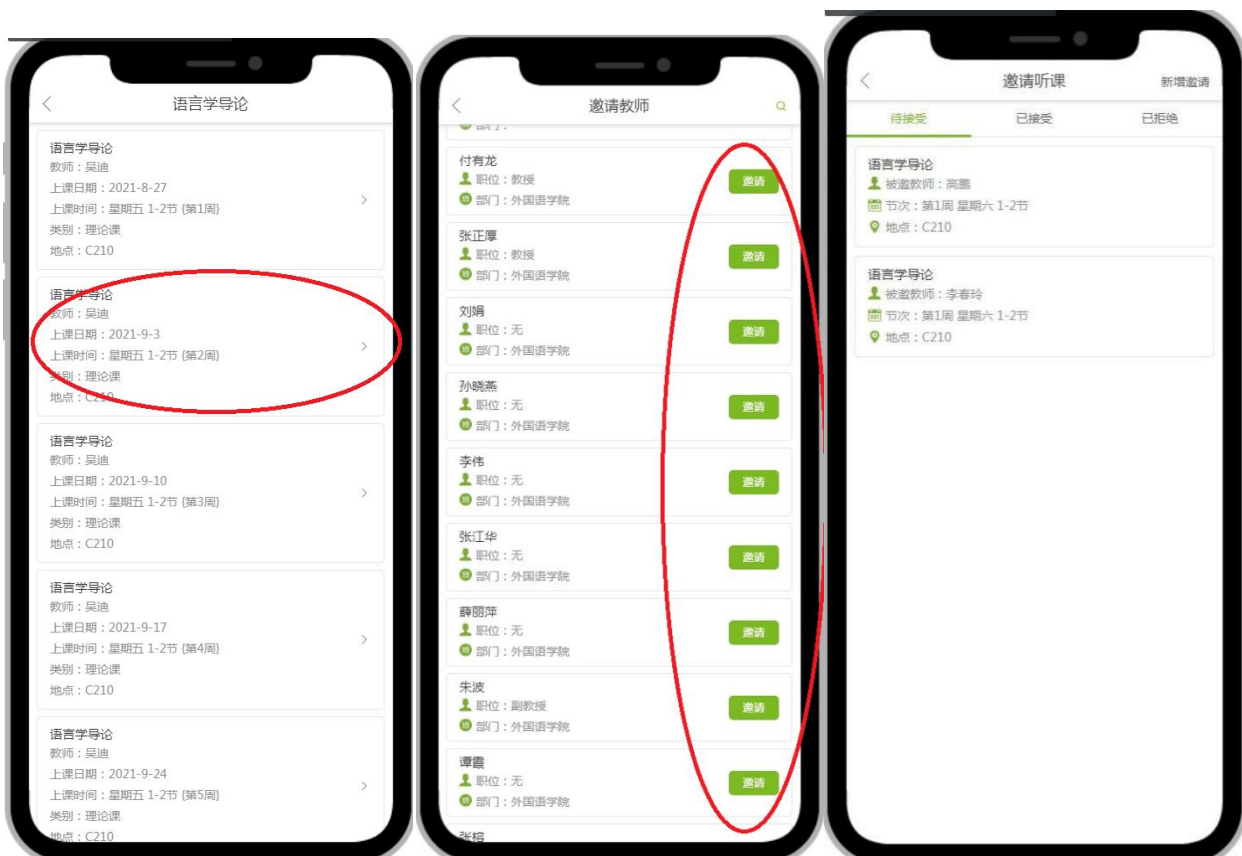 语言学导论
语言学导论
教师：吴迪
上课日期：2021-8-27
上课时间：星期五 1-2节 (第1周)
类别：理论课
地点：C210
语言学导论
教师：吴迪
上课日期：2021-9-3
上课时间：星期五 1-2节 (第2周)
类别：理论课
地点：C210
语言学导论
教师：吴迪
上课日期：2021-9-10
上课时间：星期五 1-2节 (第3周)
类别：理论课
地点：C210
语言学导论
教师：吴迪
上课日期：2021-9-17
上课时间：星期五 1-2节 (第4周)
类别：理论课
地点：C210
语言学导论
教师：吴迪
上课日期：2021-9-24
上课时间：星期五 1-2节 (第5周)
类别：理论课
地点：C210
邀请教师
部门：
付有龙
职位：教授
邀请
部门：外国语学院
张正厚
职位：教授
邀请
部门：外国语学院
刘娟
职位：无
邀请
部门：外国语学院
孙晓燕
职位：无
邀请
部门：外国语学院
李伟
职位：无
邀请
部门：外国语学院
张江华
职位：无
邀请
部门：外国语学院
薛丽萍
职位：无
邀请
部门：外国语学院
朱波
职位：副教授
邀请
部门：外国语学院
谭霞
职位：无
邀请
部门：外国语学院
张榕
邀请听课 新增邀请
待接受 已接受 已拒绝
语言学导论
被邀教师：高鹏
节次：第1周 星期六 1-2节
地点：C210
语言学导论
被邀教师：李春玲
节次：第1周 星期六 1-2节
地点：C210